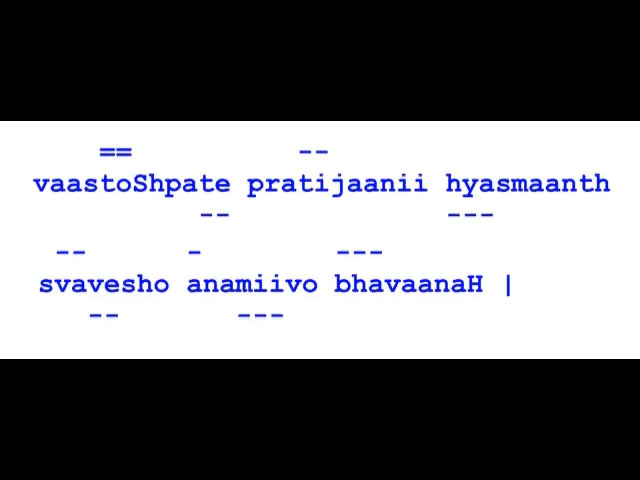 == --
vaastoShpate pratijaanii hyasmaanth
-- ---
-- - ---
svavesho anamiivo bhavaanaH |
-- ---